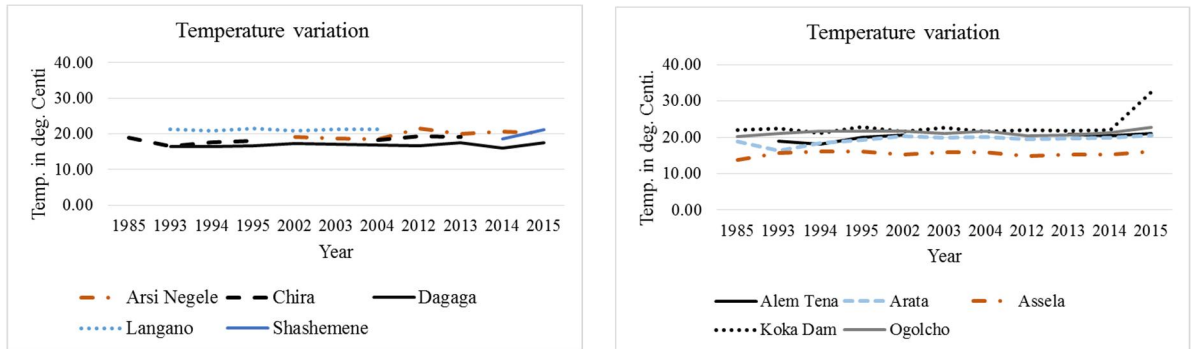 Temperature variation
Temp. in deg. Centi
40.00
30.00
20.00
10.00
0.00
1985 1993 1994 1995 2002 2003 2004 2012 2013 2014 2015
Year
Arsi Negele Chira Dagaga
Langano Shashemene
Temperature variation
Temp. in deg. Centi.
40.00
30.00
20.00
10.00
0.00
1985 1993 1994 1995 2002 2003 2004 2012 2013 2014 2015
Year
Alem Tena Arata Assela
Koka Dam Ogolcho